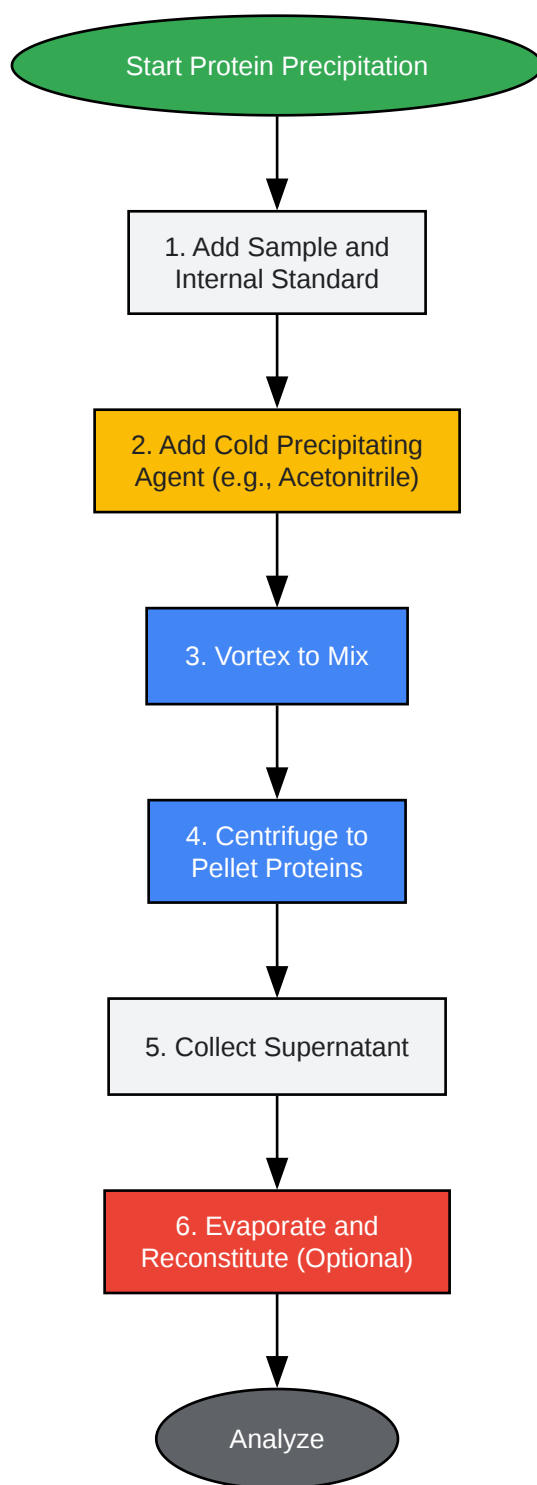 Start Protein Precipitation
1. Add Sample and
Internal Standard
2. Add Cold Precipitating
Agent (e.g., Acetonitrile)
3. Vortex to Mix
4. Centrifuge to
Pellet Proteins
5. Collect Supernatant
6. Evaporate and
Reconstitute (Optional)
Analyze